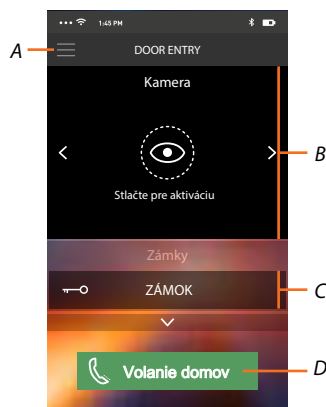 1:45 PM
A
DOOR ENTRY
Kamera
B
Stlačte pre aktiváciu
Zámky
ZÁMOK
C
Volanie domov
D